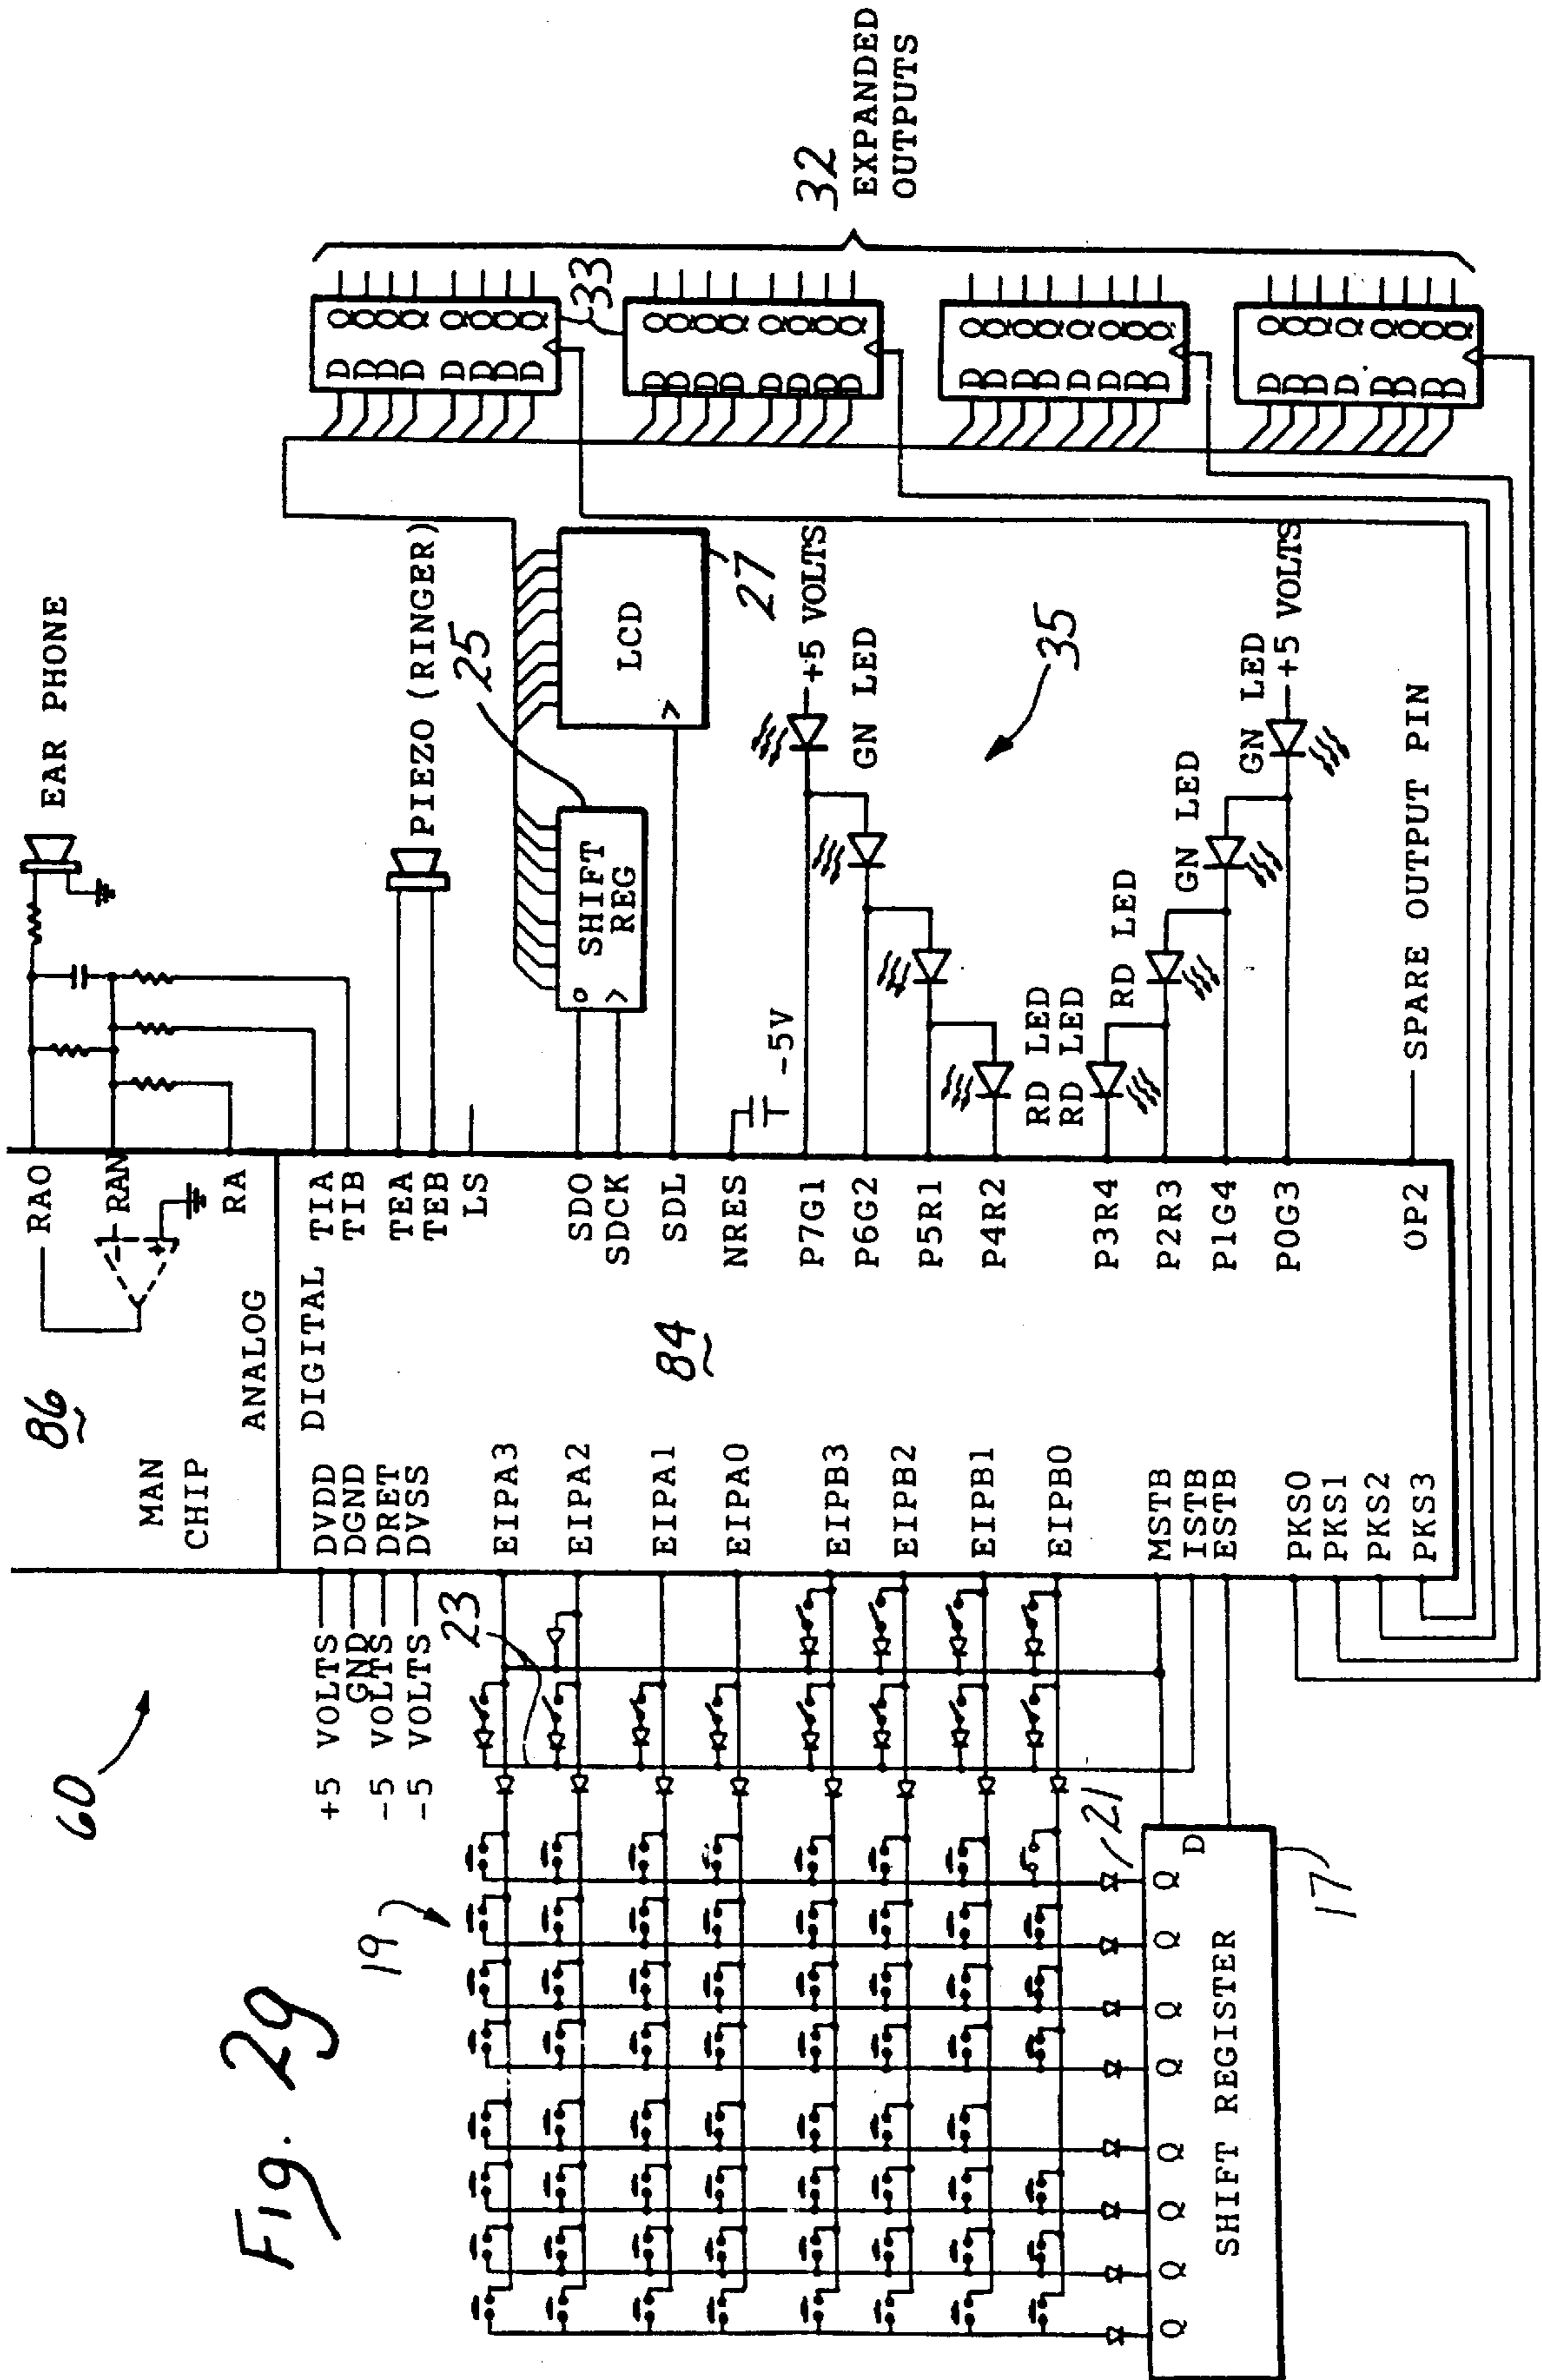 Fig. 2g
60
86
MAN
CHIP
ANALOG
DIGITAL
RAO
RAN
RA
EAR PHONE
+5 VOLTS DVDD
GND DGND
-5 VOLTS DRET
-5 VOLTS DVSS
TIA
TIB
TEA
TEB
LS
PIEZO (RINGER)
19
23
EIPA3
EIPA2
EIPA1
EIPA0
EIPB3
EIPB2
EIPB1
EIPB0
MSTB
ISTB
ESTB
PKS0
PKS1
PKS2
PKS3
84
SDO
SDCK
SDL
NRES
-5V
P7G1
P6G2
P5R1
P4R2
P3R4
P2R3
P1G4
P0G3
OP2
SPARE OUTPUT PIN
SHIFT
REG
25
LCD
27
+5 VOLTS
GN LED
RD LED
RD LED
RD LED
GN LED
GN LED
+5 VOLTS
35
D D D D D D D D
Q Q Q Q Q Q Q Q
D D D D D D D D
Q Q Q Q Q Q Q Q
D D D D D D D D
Q Q Q Q Q Q Q Q
D D D D D D D D
Q Q Q Q Q Q Q Q
33
32
EXPANDED
OUTPUTS
21
Q Q Q Q Q Q Q Q D
SHIFT REGISTER
17